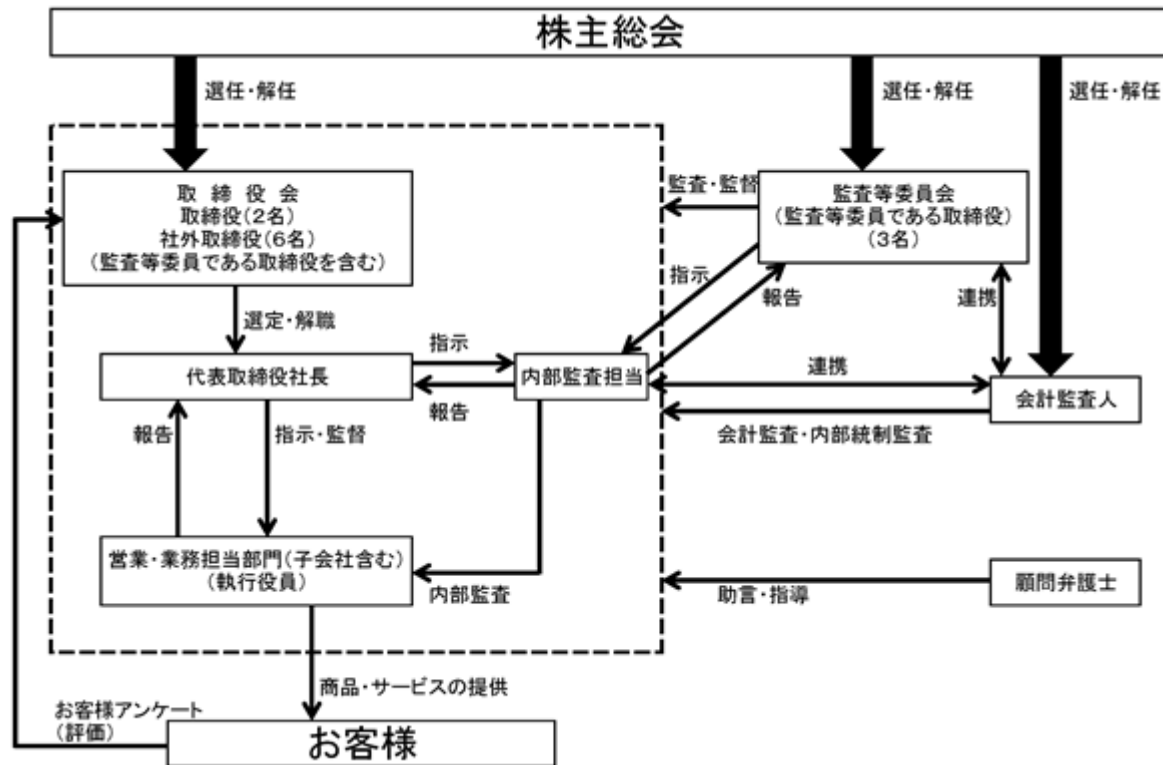 株主総会
選任・解任
選任・解任
選任・解任
取締役会
取締役(2名)
社外取締役(6名)
(監査等委員である取締役を含む)
監査・監督
監査等委員会
(監査等委員である取締役)
(3名)
指示
報告
連携
選定・解職
代表取締役社長
指示
報告
内部監査担当
連携
会計監査人
会計監査・内部統制監査
報告
指示・監督
営業・業務担当部門(子会社含む)
(執行役員)
内部監査
助言・指導
顧問弁護士
商品・サービスの提供
お客様アンケート
(評価)
お客様